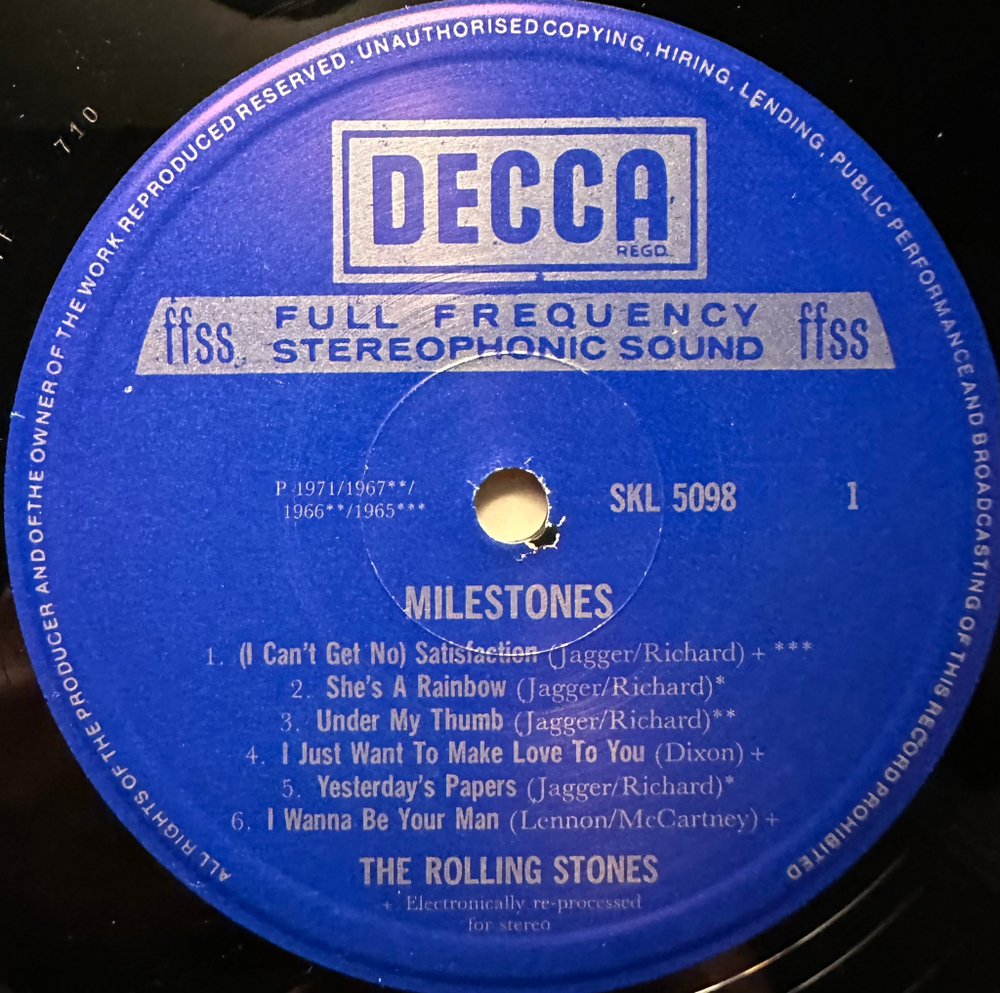 ALL RIGHTS OF THE PRODUCER AND OF THE OWNER OF THE WORK REPRODUCED RESERVED. UNAUTHORISED COPYING, HIRING, LENDING, PUBLIC PERFORMANCE AND BROADCASTING OF THIS RECORD PROHIBITED
710
DECCA
REGD.
ffss FULL FREQUENCY ffss
STEREOPHONIC SOUND
P 1971/1967**/
1966**/1965***
SKL 5098 1
MILESTONES
1. (I Can't Get No) Satisfaction (Jagger/Richard) + ***
2. She's A Rainbow (Jagger/Richard)*
3. Under My Thumb (Jagger/Richard)**
4. I Just Want To Make Love To You (Dixon) +
5. Yesterday's Papers (Jagger/Richard)*
6. I Wanna Be Your Man (Lennon/McCartney) +
THE ROLLING STONES
+ Electronically re-processed
for stereo